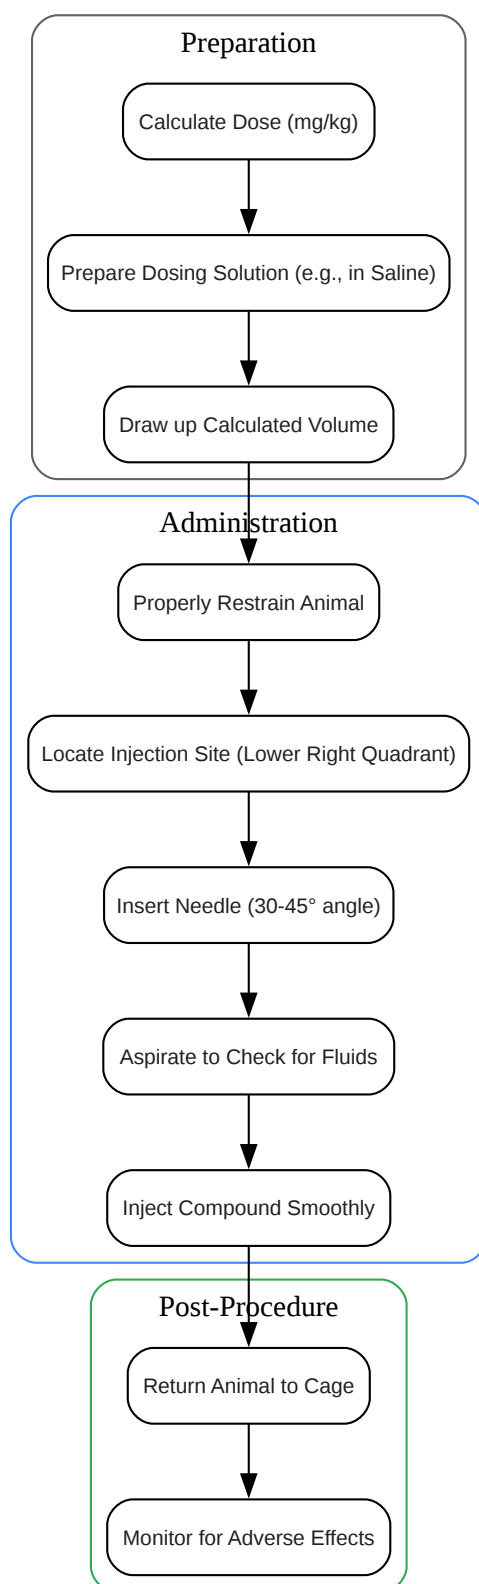 Preparation
Calculate Dose (mg/kg)
Prepare Dosing Solution (e.g., in Saline)
Draw up Calculated Volume
Administration
Properly Restrain Animal
Locate Injection Site (Lower Right Quadrant)
Insert Needle (30-45° angle)
Aspirate to Check for Fluids
Inject Compound Smoothly
Post-Procedure
Return Animal to Cage
Monitor for Adverse Effects